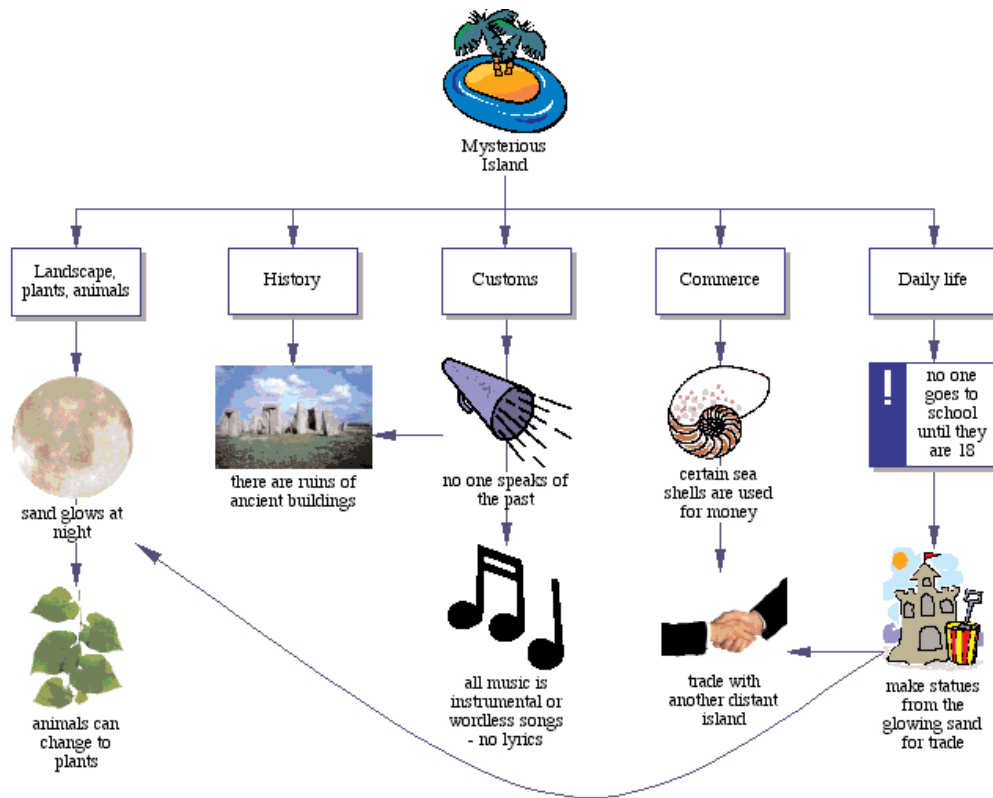 Mysterious
Island
Landscape,
plants, animals
History
Customs
Commerce
Daily life
sand glows at
night
there are ruins of
ancient buildings
no one speaks of
the past
certain sea
shells are used
for money
!
no one
goes to
school
until they
are 18
animals can
change to
plants
all music is
instrumental or
wordless songs
- no lyrics
trade with
another distant
island
make statues
from the
glowing sand
for trade